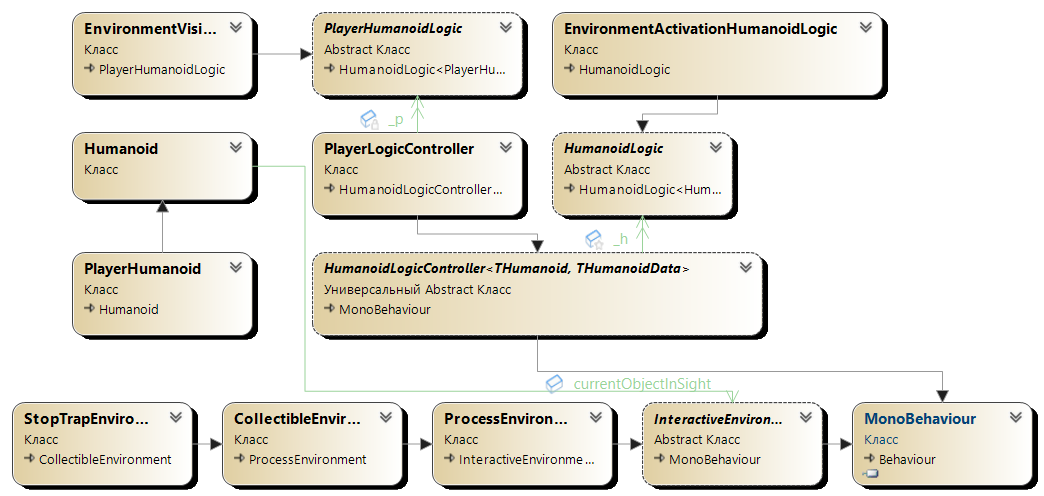 EnvironmentVisi...
Класс
PlayerHumanoidLogic
PlayerHumanoidLogic
Abstract Класс
HumanoidLogic<PlayerHu...
EnvironmentActivationHumanoidLogic
Класс
HumanoidLogic
_p
Humanoid
Класс
PlayerLogicController
Класс
HumanoidLogicController...
HumanoidLogic
Abstract Класс
HumanoidLogic<Hum...
_h
PlayerHumanoid
Класс
Humanoid
HumanoidLogicController<THumanoid, THumanoidData>
Универсальный Abstract Класс
MonoBehaviour
currentObjectInSight
StopTrapEnviro...
Класс
CollectibleEnvironment
CollectibleEnvir...
Класс
ProcessEnvironment
ProcessEnviron...
Класс
InteractiveEnvironme...
InteractiveEnviron...
Abstract Класс
MonoBehaviour
MonoBehaviour
Класс
Behaviour